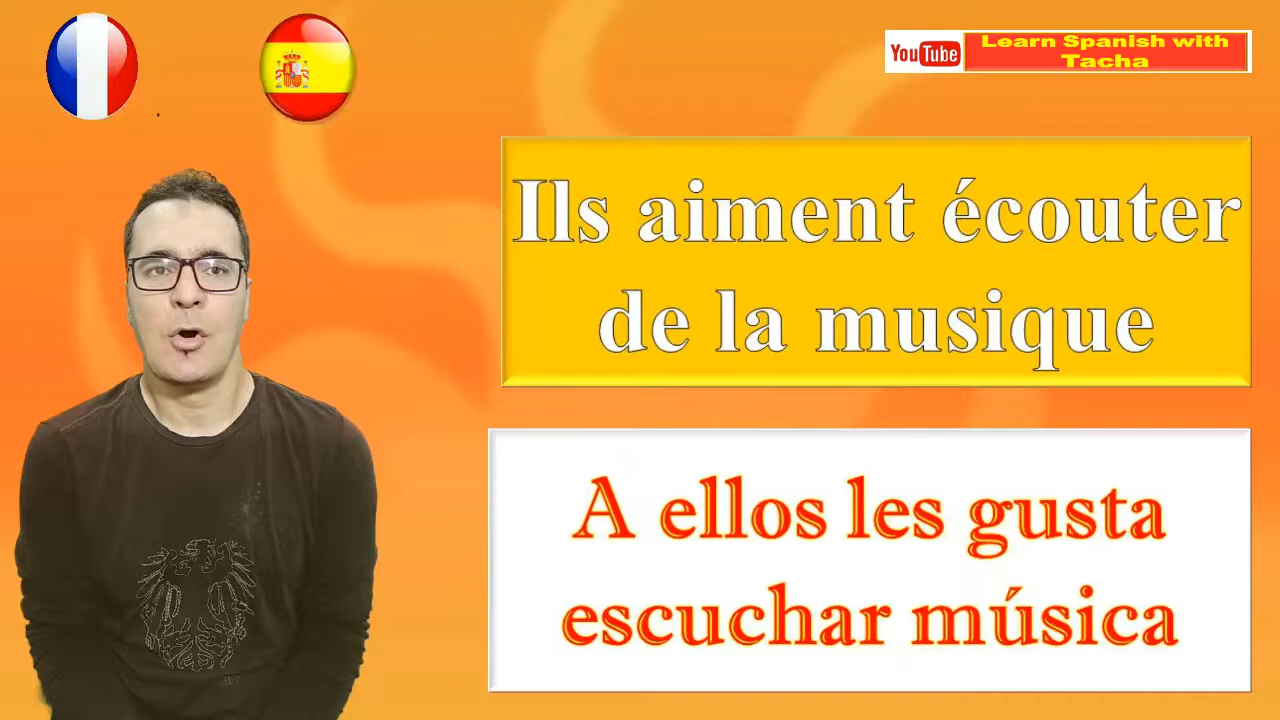 YouTube
Learn Spanish with
Tacha
Ils aiment écouter
de la musique
A ellos les gusta
escuchar música